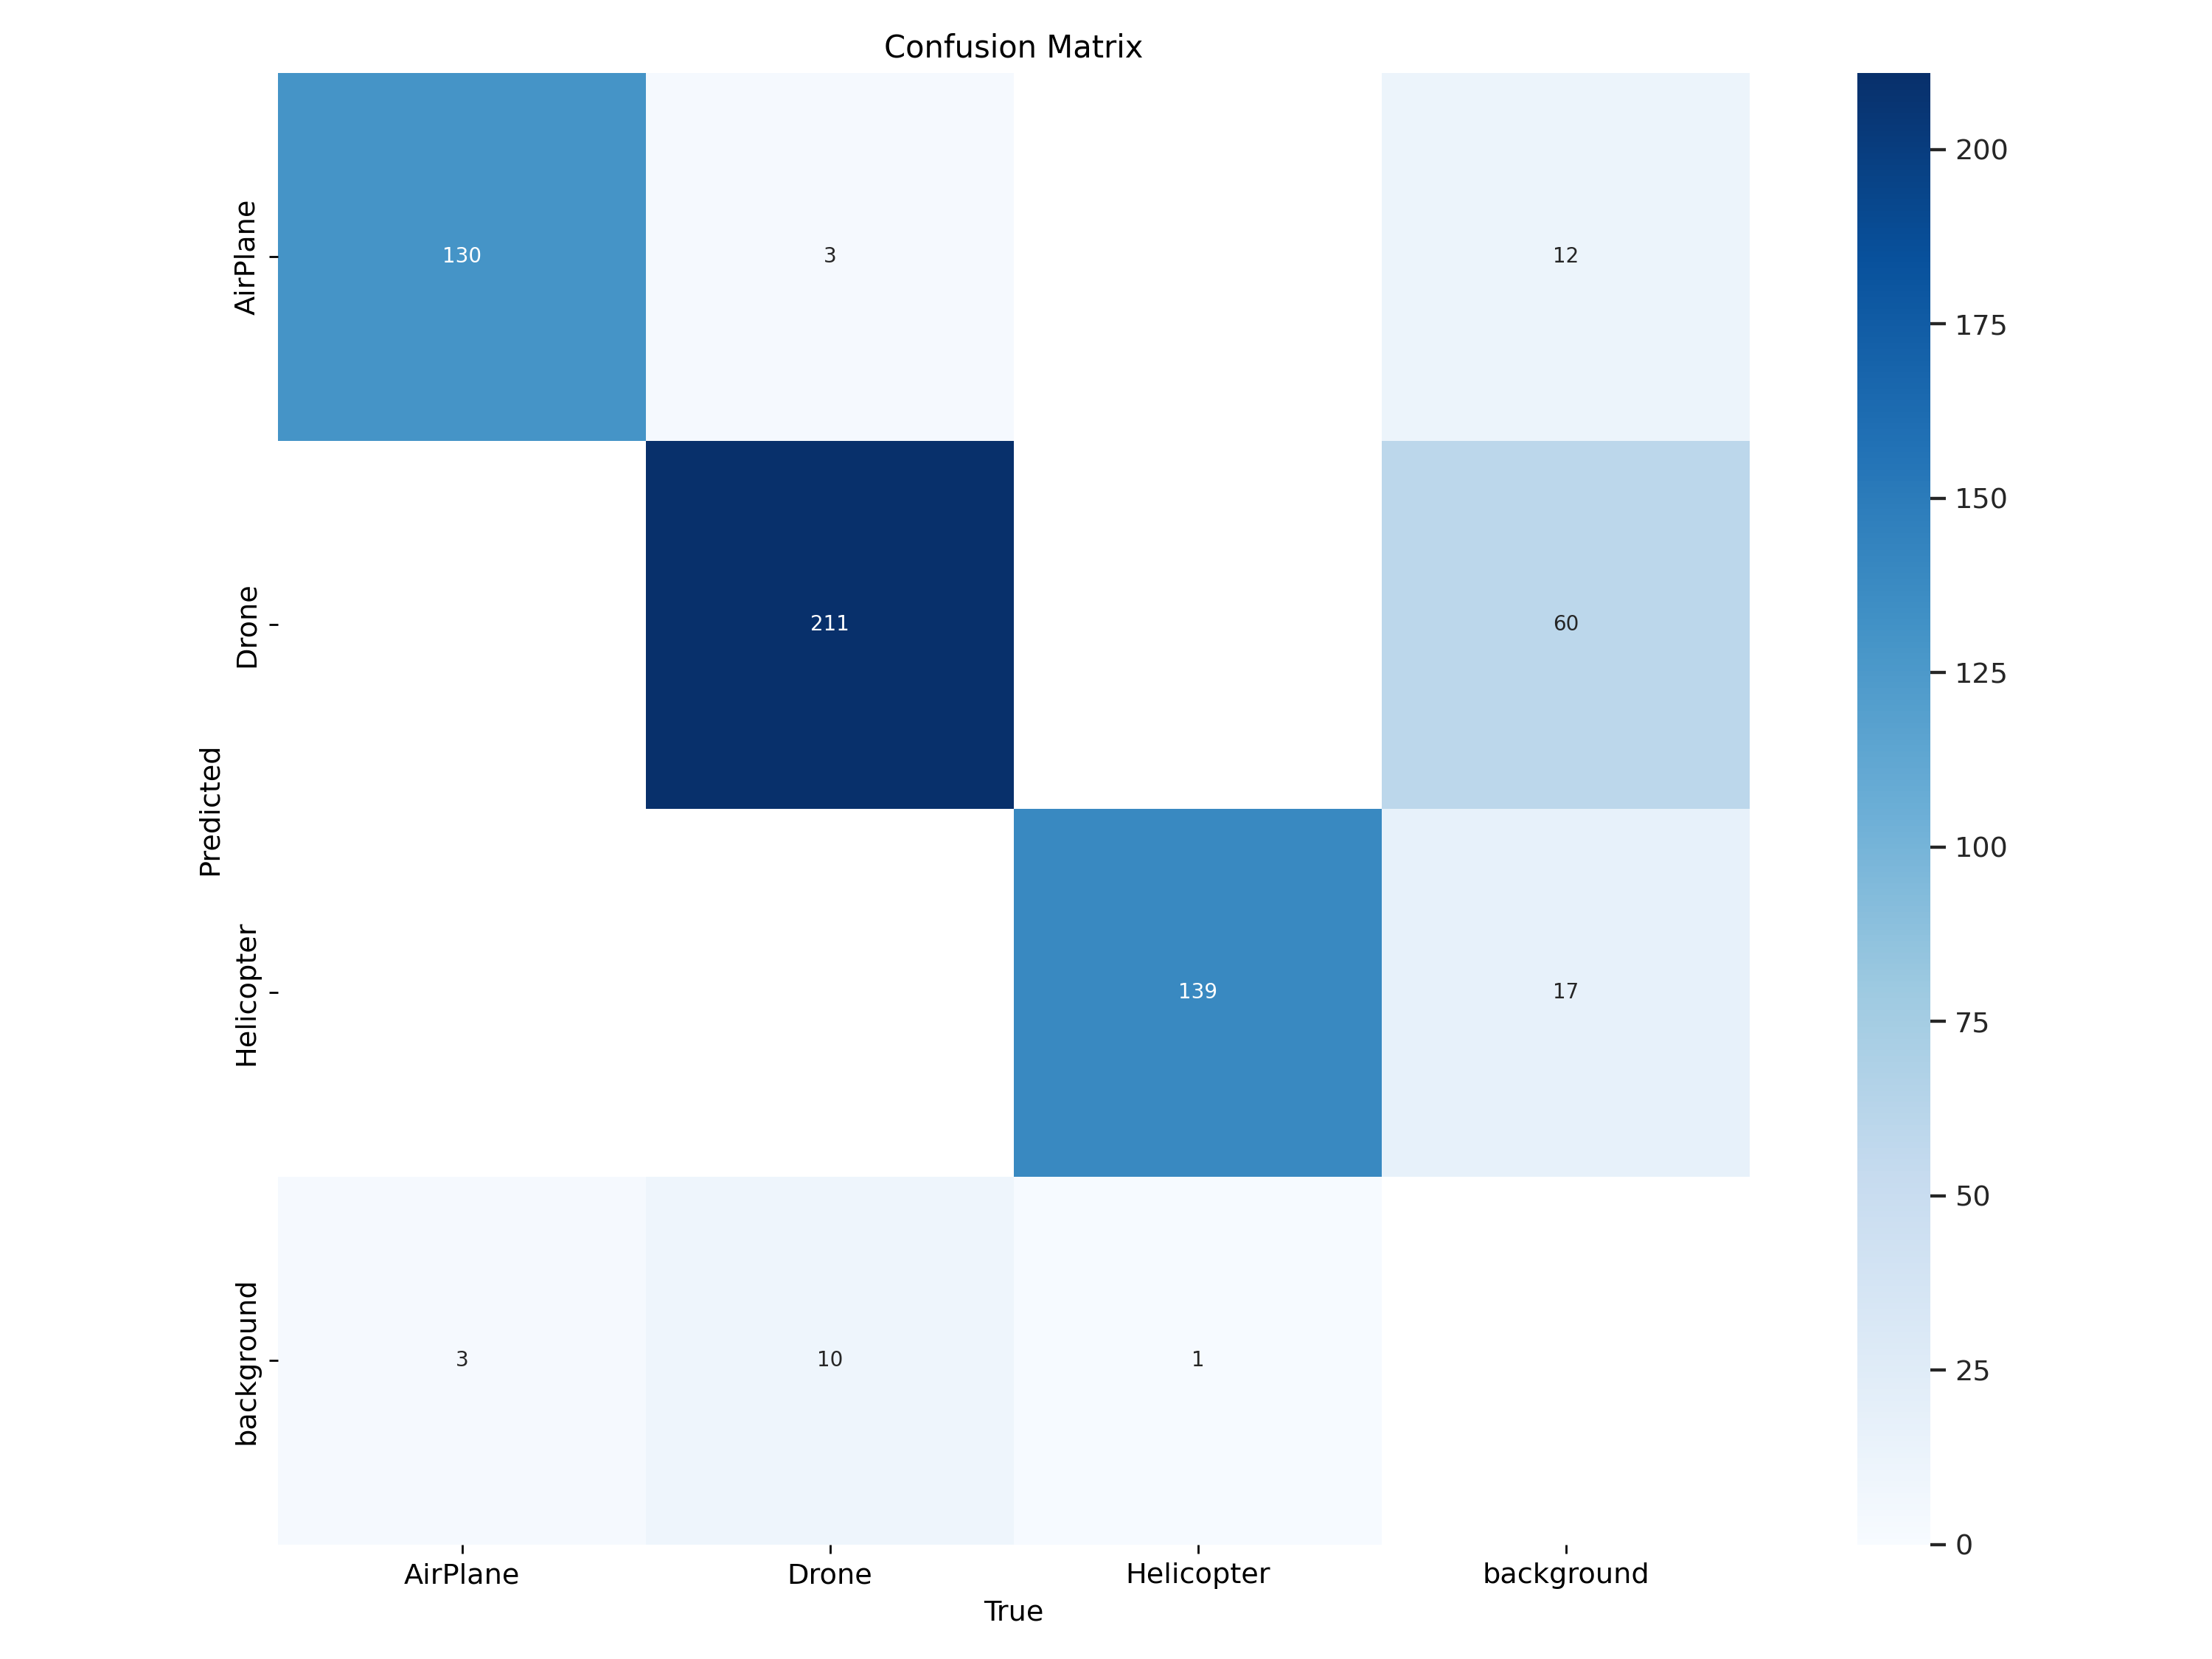 Confusion Matrix
AirPlane
130
3
12
Drone
211
60
Helicopter
139
17
background
3
10
1
AirPlane
Drone
Helicopter
background
Predicted
True
200
175
150
125
100
75
50
25
0